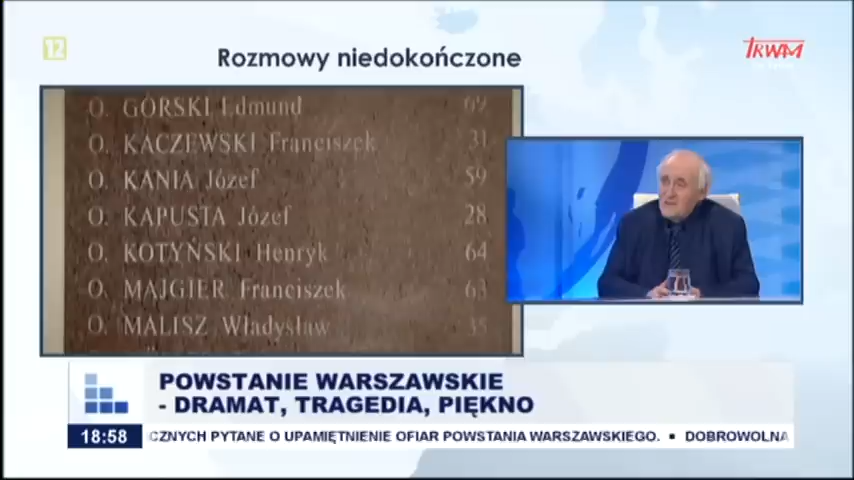 12
Rozmowy niedokończone
TRWAM
O. GÓRSKI Edmund 69
O. KACZEWSKI Franciszek 31
O. KANIA Józef 59
O. KAPUSTA Józef 28
O. KOTYŃSKI Henryk 64
O. MAJGIER Franciszek 63
O. MALISZ Władysław 35
POWSTANIE WARSZAWSKIE
- DRAMAT, TRAGEDIA, PIĘKNO
18:58 CZNYCH PYTANE O UPAMIĘTNIENIE OFIAR POWSTANIA WARSZAWSKIEGO. ▪ DOBROWOLNA